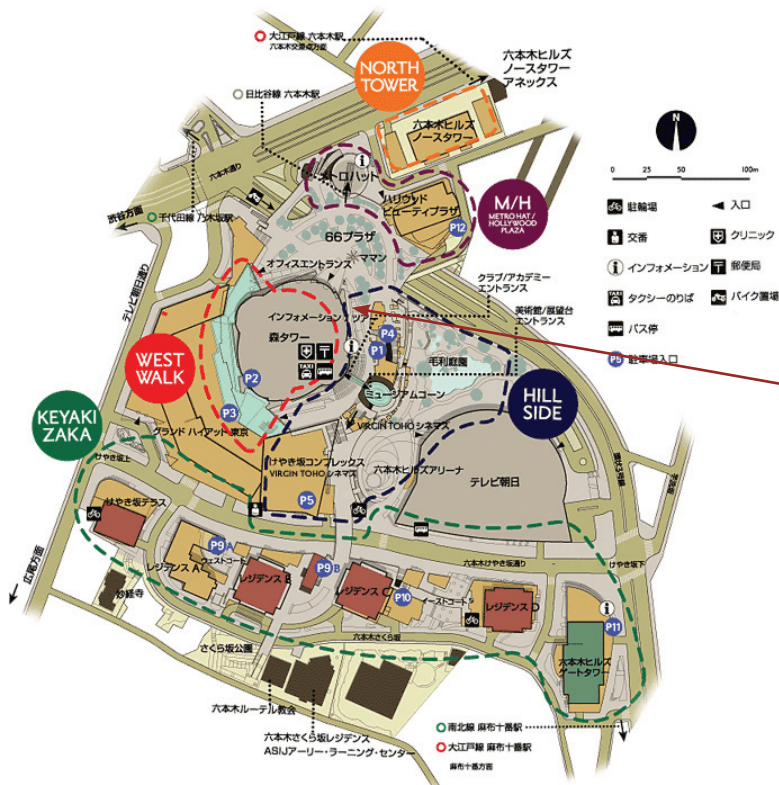 大江戸線 六本木駅
六本木交差点方面
NORTH
TOWER
六本木ヒルズ
ノースタワー
アネックス
日比谷線 六本木駅
六本木ヒルズ
ノースタワー
N
0 25 50 100m
六本木通り
メトロハット
ハリウッド
ビューティプラザ
P12
M/H
METRO HAT /
HOLLYWOOD
PLAZA
駐輪場
入口
交番
クリニック
インフォメーション
郵便局
TAXI
タクシーのりば
バイク置場
バス停
P5
駐車場入口
渋谷方面
千代田線 乃木坂駅
66プラザ
ママン
オフィスエントランス
クラブ/アカデミー
エントランス
美術館/展望台
エントランス
テレビ朝日通り
インフォメーション
森タワー
TAXI
P4
P1
毛利庭園
WEST
WALK
P2
P3
ミュージアムコーン
HILL
SIDE
KEYAKI
ZAKA
グランド ハイアット 東京
VIRGIN TOHO シネマズ
けやき坂コンプレックス
VIRGIN TOHO シネマズ
六本木ヒルズアリーナ
テレビ朝日
けやき坂上
P5
けやき坂テラス
P9 A
ウェストコート
レジデンス A
レジデンス B
P9 B
レジデンス C
P10
イーストコート
六本木けやき坂通り
けやき坂下
レジデンス D
P11
広尾方面
妙経寺
六本木さくら坂
さくら坂公園
六本木ヒルズ
ゲートタワー
六本木ルーテル教会
六本木さくら坂レジデンス
ASIJアーリー・ラーニング・センター
南北線 麻布十番駅
大江戸線 麻布十番駅
麻布十番方面